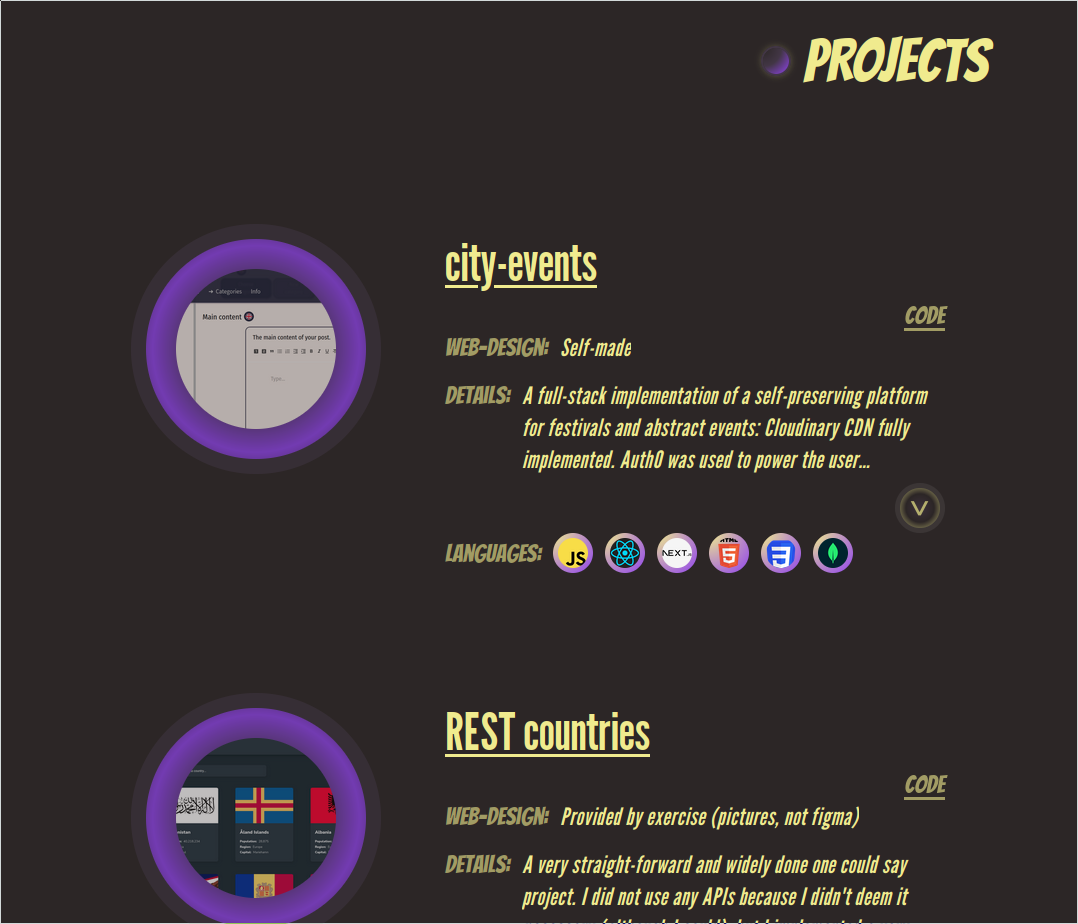 PROJECTS
city-events
CODE
WEB-DESIGN: Self-made
DETAILS: A full-stack implementation of a self-preserving platform
for festivals and abstract events: Cloudinary CDN fully
implemented. Auth0 was used to power the user...
V
LANGUAGES: JS NEXT.JS HTML 5 3
➔ Categories Info
Main content
The main content of your post.
B I U
Type...
REST countries
CODE
WEB-DESIGN: Provided by exercise (pictures, not figma)
DETAILS: A very straight-forward and widely done one could say
project. I did not use any APIs because I didn't deem it
Åland Islands
Albania